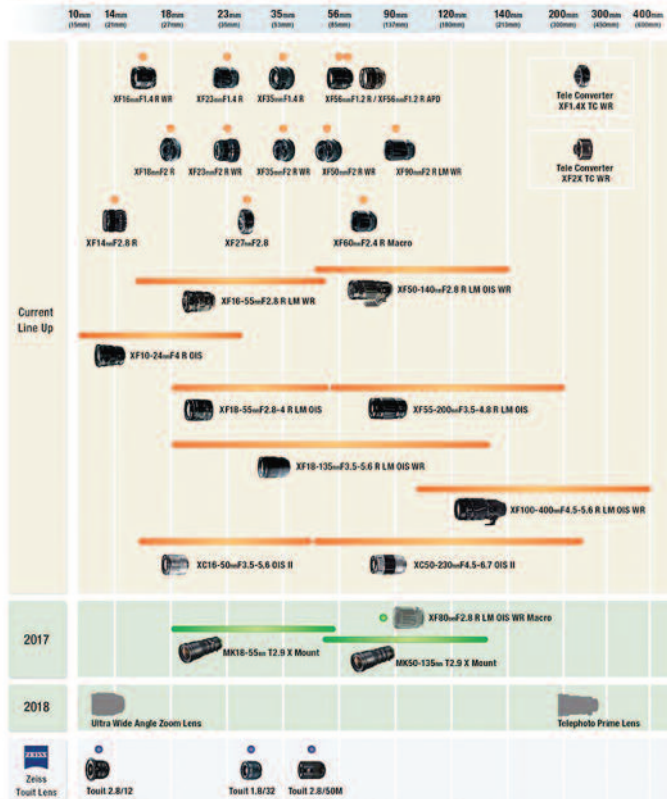 10mm 14mm 18mm 23mm 35mm 56mm 90mm 140mm 200mm 300mm 400mm
(15mm) (21mm) (27mm) (35mm) (53mm) (85mm) (137mm) (213mm) (300mm) (450mm) (600mm)
XF16mmF1.4 R WR
XF23mmF1.4 R
XF35mmF1.4 R
XF56mmF1.2 R / XF56mmF1.2 R APD
Tele Converter
XF1.4X TC WR
XF18mmF2 R
XF23mmF2 R WR
XF35mmF2 R WR
XF50mmF2 R WR
XF90mmF2 R LM WR
Tele Converter
XF2X TC WR
XF14mmF2.8 R
XF27mmF2.8
XF60mmF2.4 R Macro
Current
Line Up
XF16-55mmF2.8 R LM WR
XF50-140mmF2.8 R LM OIS WR
XF10-24mmF4 R OIS
XF18-55mmF2.8-4 R LM OIS
XF55-200mmF3.5-4.8 R LM OIS
XF18-135mmF3.5-5.6 R LM OIS WR
XF100-400mmF4.5-5.6 R LM OIS WR
XC16-50mmF3.5-5.6 OIS II
XC50-230mmF4.5-6.7 OIS II
2017
XF80mmF2.8 R LM OIS WR Macro
MK18-55mm T2.9 X Mount
MK50-135mm T2.9 X Mount
2018
Ultra Wide Angle Zoom Lens
Telephoto Prime Lens
ZEISS
Zeiss
Touit Lens
Touit 2.8/12
Touit 1.8/32
Touit 2.8/50M